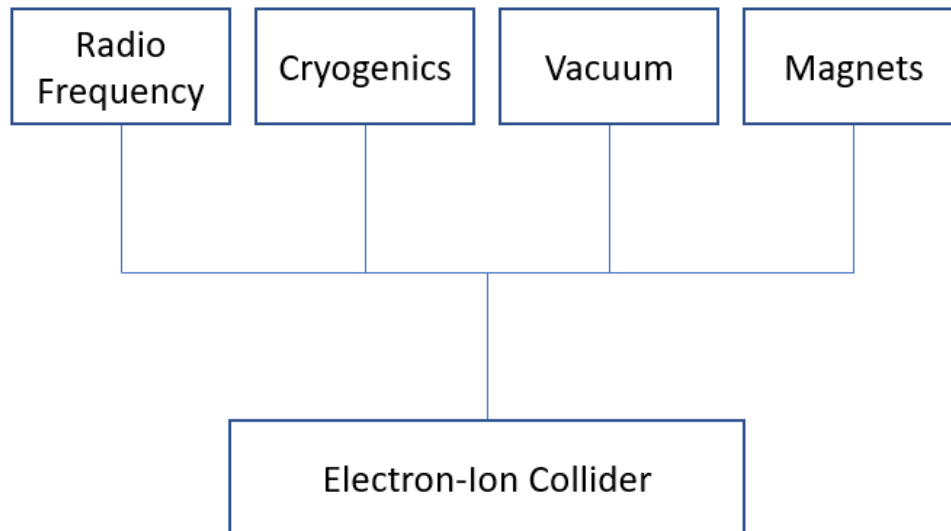 Radio
Frequency
Cryogenics
Vacuum
Magnets
Electron-Ion Collider